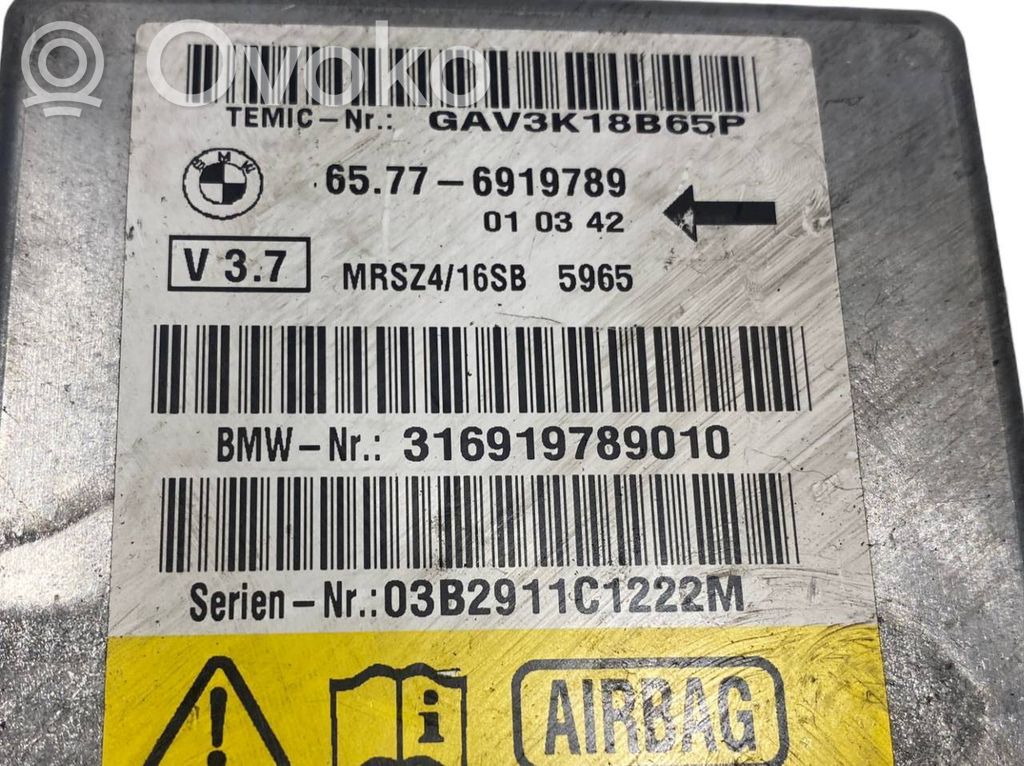 Ovoko
TEMIC-Nr.: GAV3K18B65P
BMW
65.77-6919789
01 03 42
V 3.7
MRSZ4/16SB 5965
BMW-Nr.: 316919789010
Serien-Nr.: 03B2911C1222M
! i AIRBAG